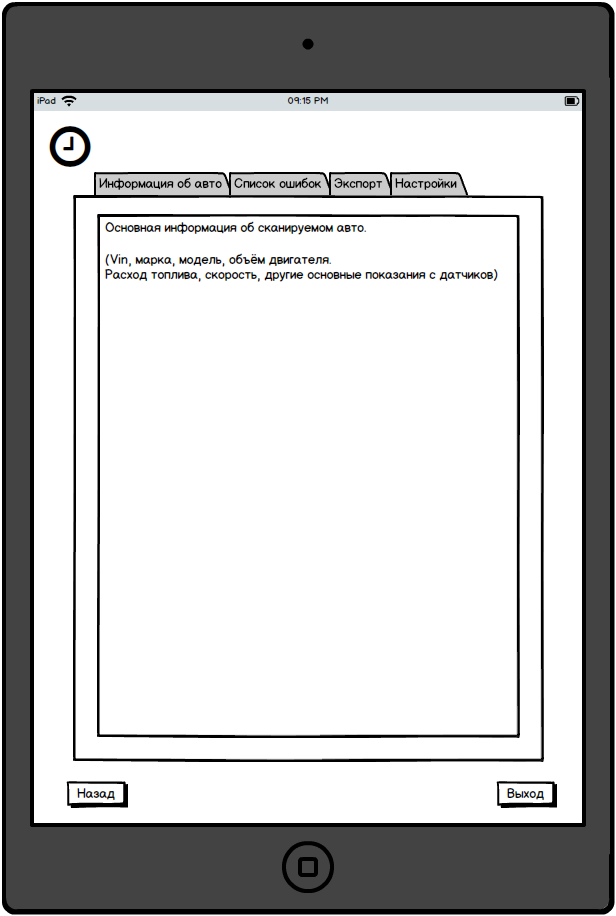 iPad 09:15 PM
Информация об авто Список ошибок Экспорт Настройки
Основная информация об сканируемом авто.
(Vin, марка, модель, объём двигателя.
Расход топлива, скорость, другие основные показания с датчиков)
Назад Выход